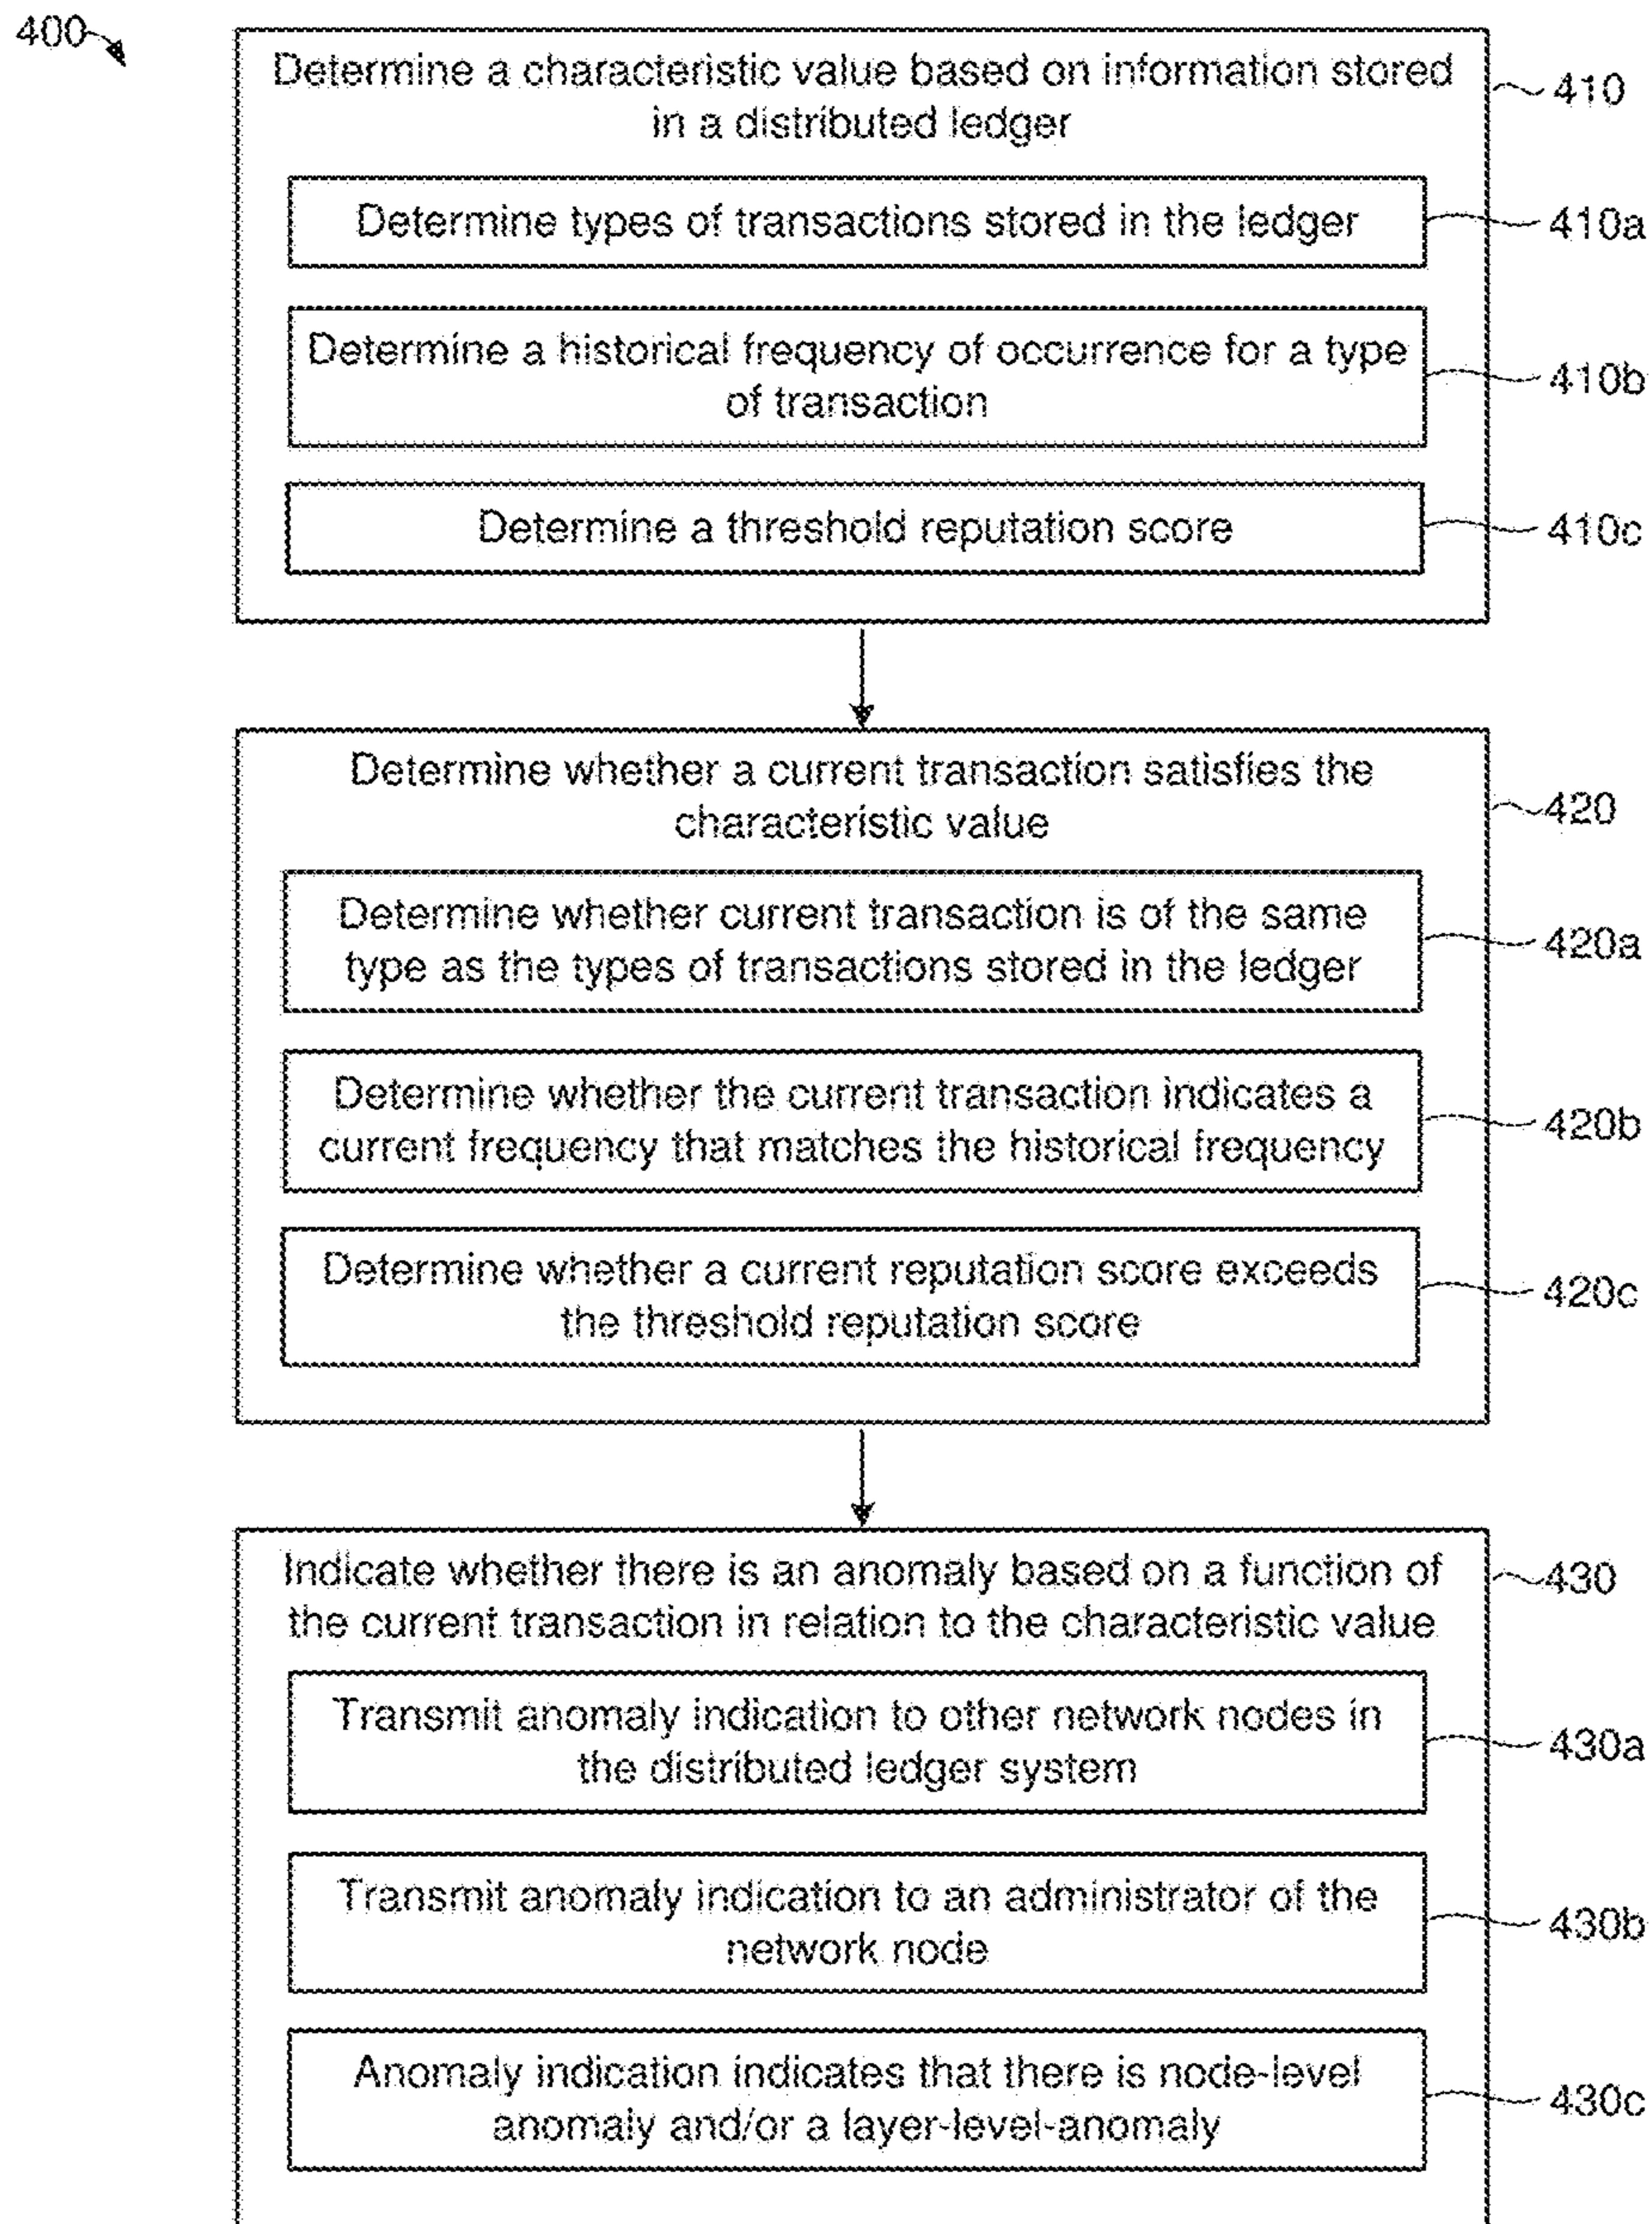 400
Determine a characteristic value based on information stored
in a distributed ledger
410
Determine types of transactions stored in the ledger
410a
Determine a historical frequency of occurrence for a type
of transaction
410b
Determine a threshold reputation score
410c
Determine whether a current transaction satisfies the
characteristic value
420
Determine whether current transaction is of the same
type as the types of transactions stored in the ledger
420a
Determine whether the current transaction indicates a
current frequency that matches the historical frequency
420b
Determine whether a current reputation score exceeds
the threshold reputation score
420c
Indicate whether there is an anomaly based on a function of
the current transaction in relation to the characteristic value
430
Transmit anomaly indication to other network nodes in
the distributed ledger system
430a
Transmit anomaly indication to an administrator of the
network node
430b
Anomaly indication indicates that there is node-level
anomaly and/or a layer-level-anomaly
430c